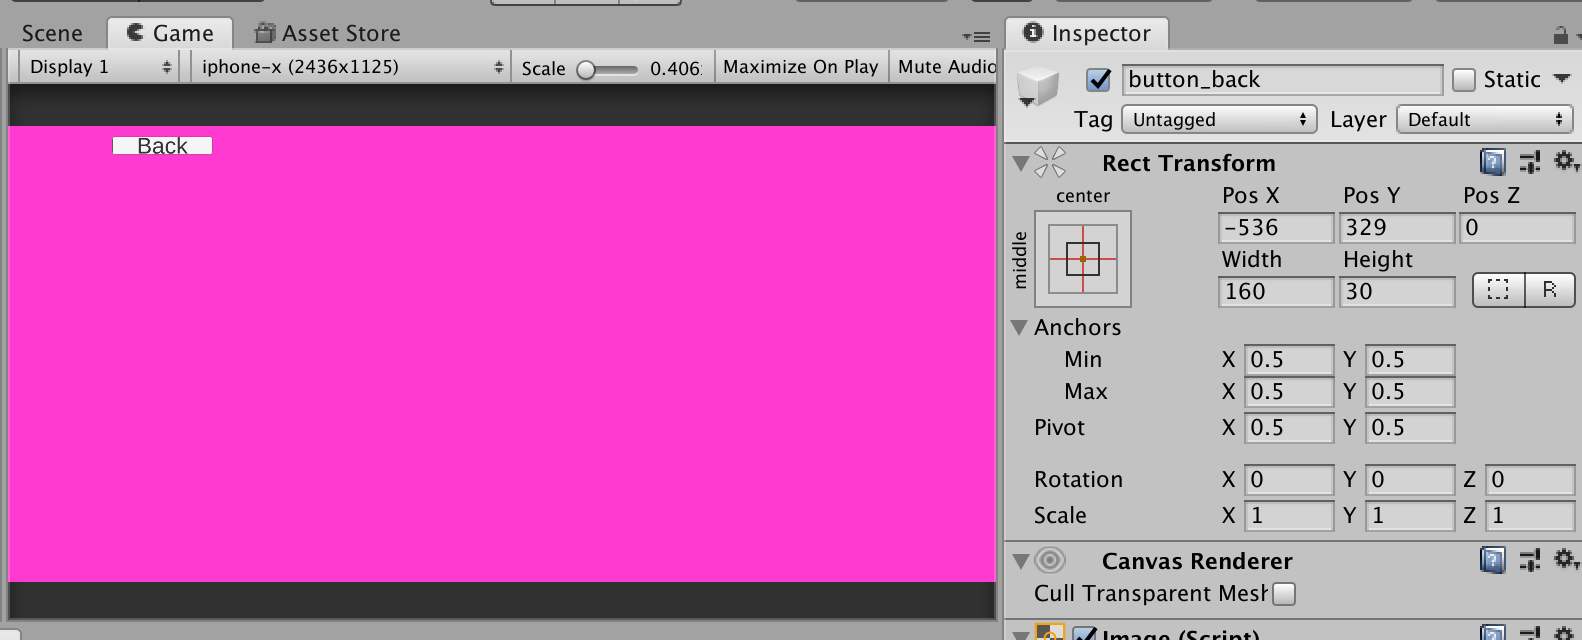 Scene Game Asset Store
Display 1 iphone-x (2436x1125) Scale 0.406 Maximize On Play Mute Audio
Back
Inspector
button_back Static
Tag Untagged Layer Default
Rect Transform
center
middle
Pos X Pos Y Pos Z
-536 329 0
Width Height
160 30
R
Anchors
Min X 0.5 Y 0.5
Max X 0.5 Y 0.5
Pivot X 0.5 Y 0.5
Rotation X 0 Y 0 Z 0
Scale X 1 Y 1 Z 1
Canvas Renderer
Cull Transparent Mesh
Image (Script)